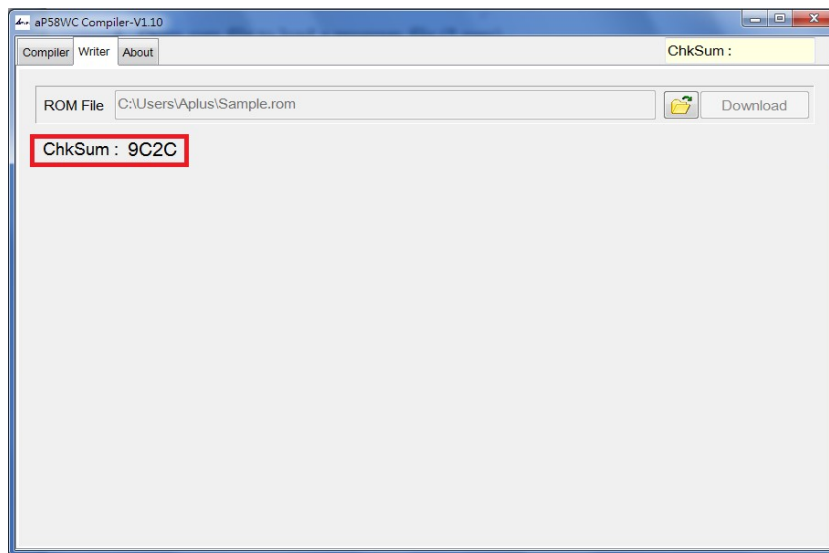 aP58WC Compiler-V1.10
Compiler Writer About ChkSum :
ROM File C:\Users\Aplus\Sample.rom Download
ChkSum : 9C2C